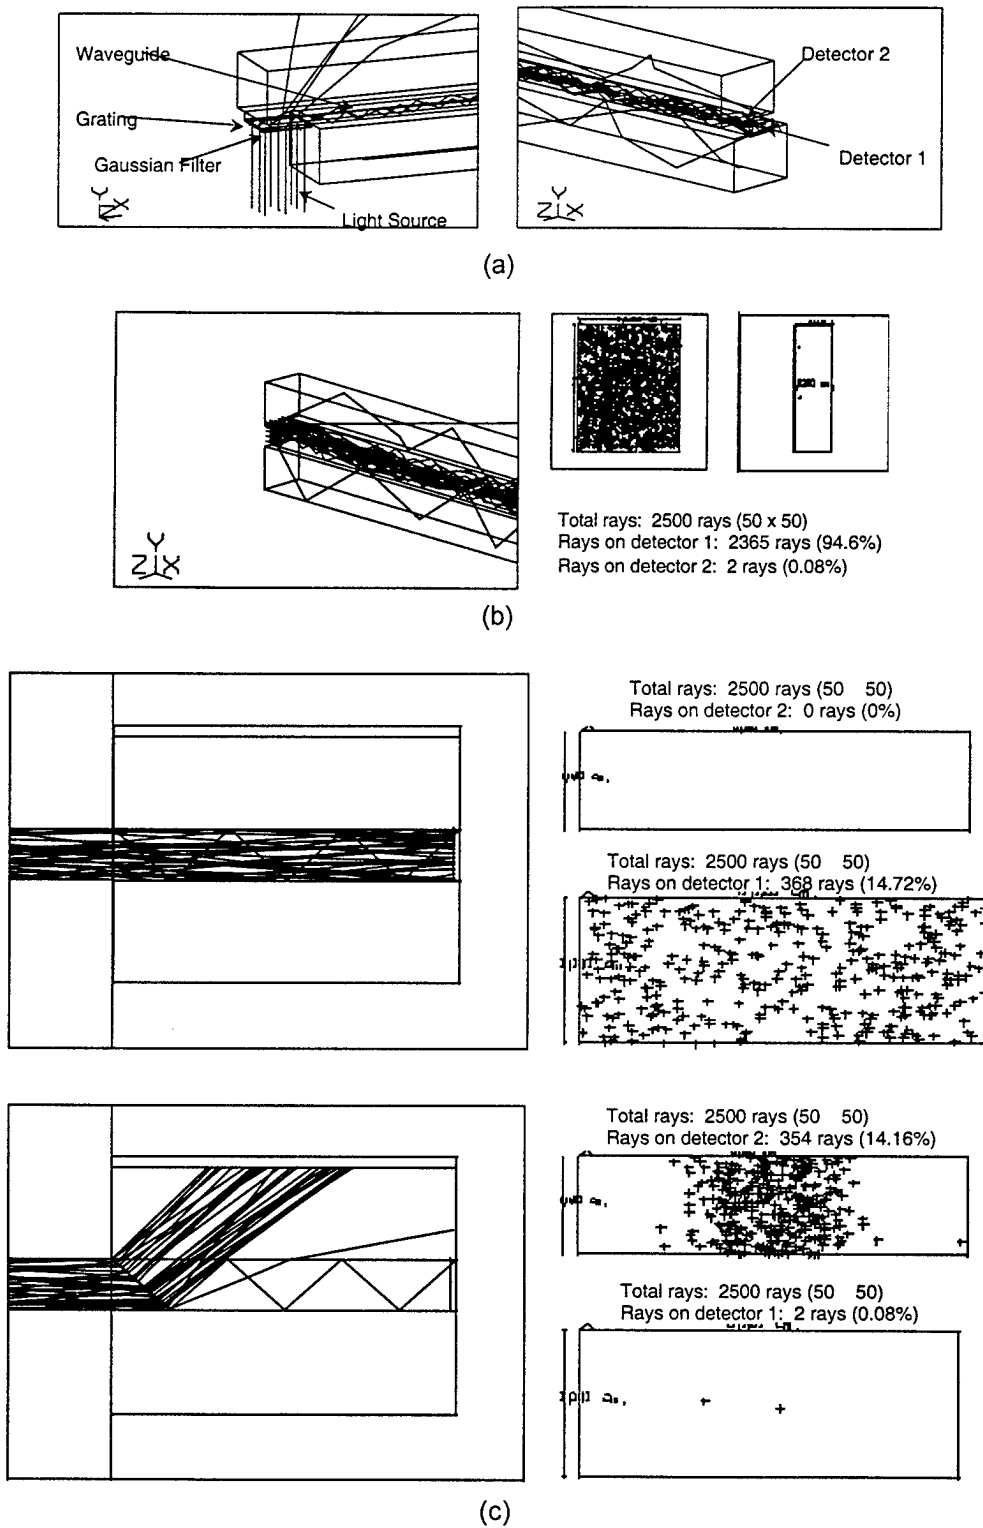 Waveguide
Grating
Gaussian Filter
Light Source
Y
Z X
Detector 2
Detector 1
Y
Z X
(a)
Y
Z X
Total rays: 2500 rays (50 x 50)
Rays on detector 1: 2365 rays (94.6%)
Rays on detector 2: 2 rays (0.08%)
(b)
Total rays: 2500 rays (50 50)
Rays on detector 2: 0 rays (0%)
Total rays: 2500 rays (50 50)
Rays on detector 1: 368 rays (14.72%)
Total rays: 2500 rays (50 50)
Rays on detector 2: 354 rays (14.16%)
Total rays: 2500 rays (50 50)
Rays on detector 1: 2 rays (0.08%)
(c)